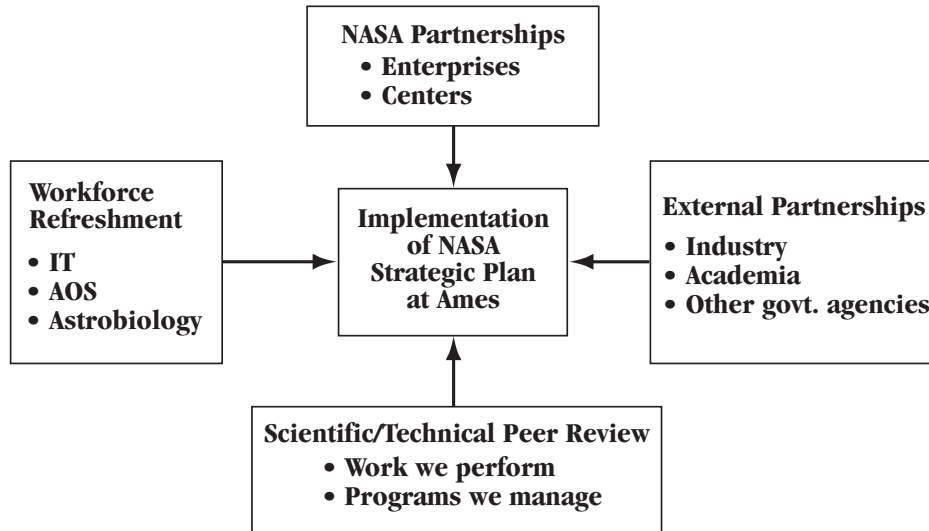 NASA Partnerships
• Enterprises
• Centers
Workforce
Refreshment
• IT
• AOS
• Astrobiology
Implementation
of NASA
Strategic Plan
at Ames
External Partnerships
• Industry
• Academia
• Other govt. agencies
Scientific/Technical Peer Review
• Work we perform
• Programs we manage